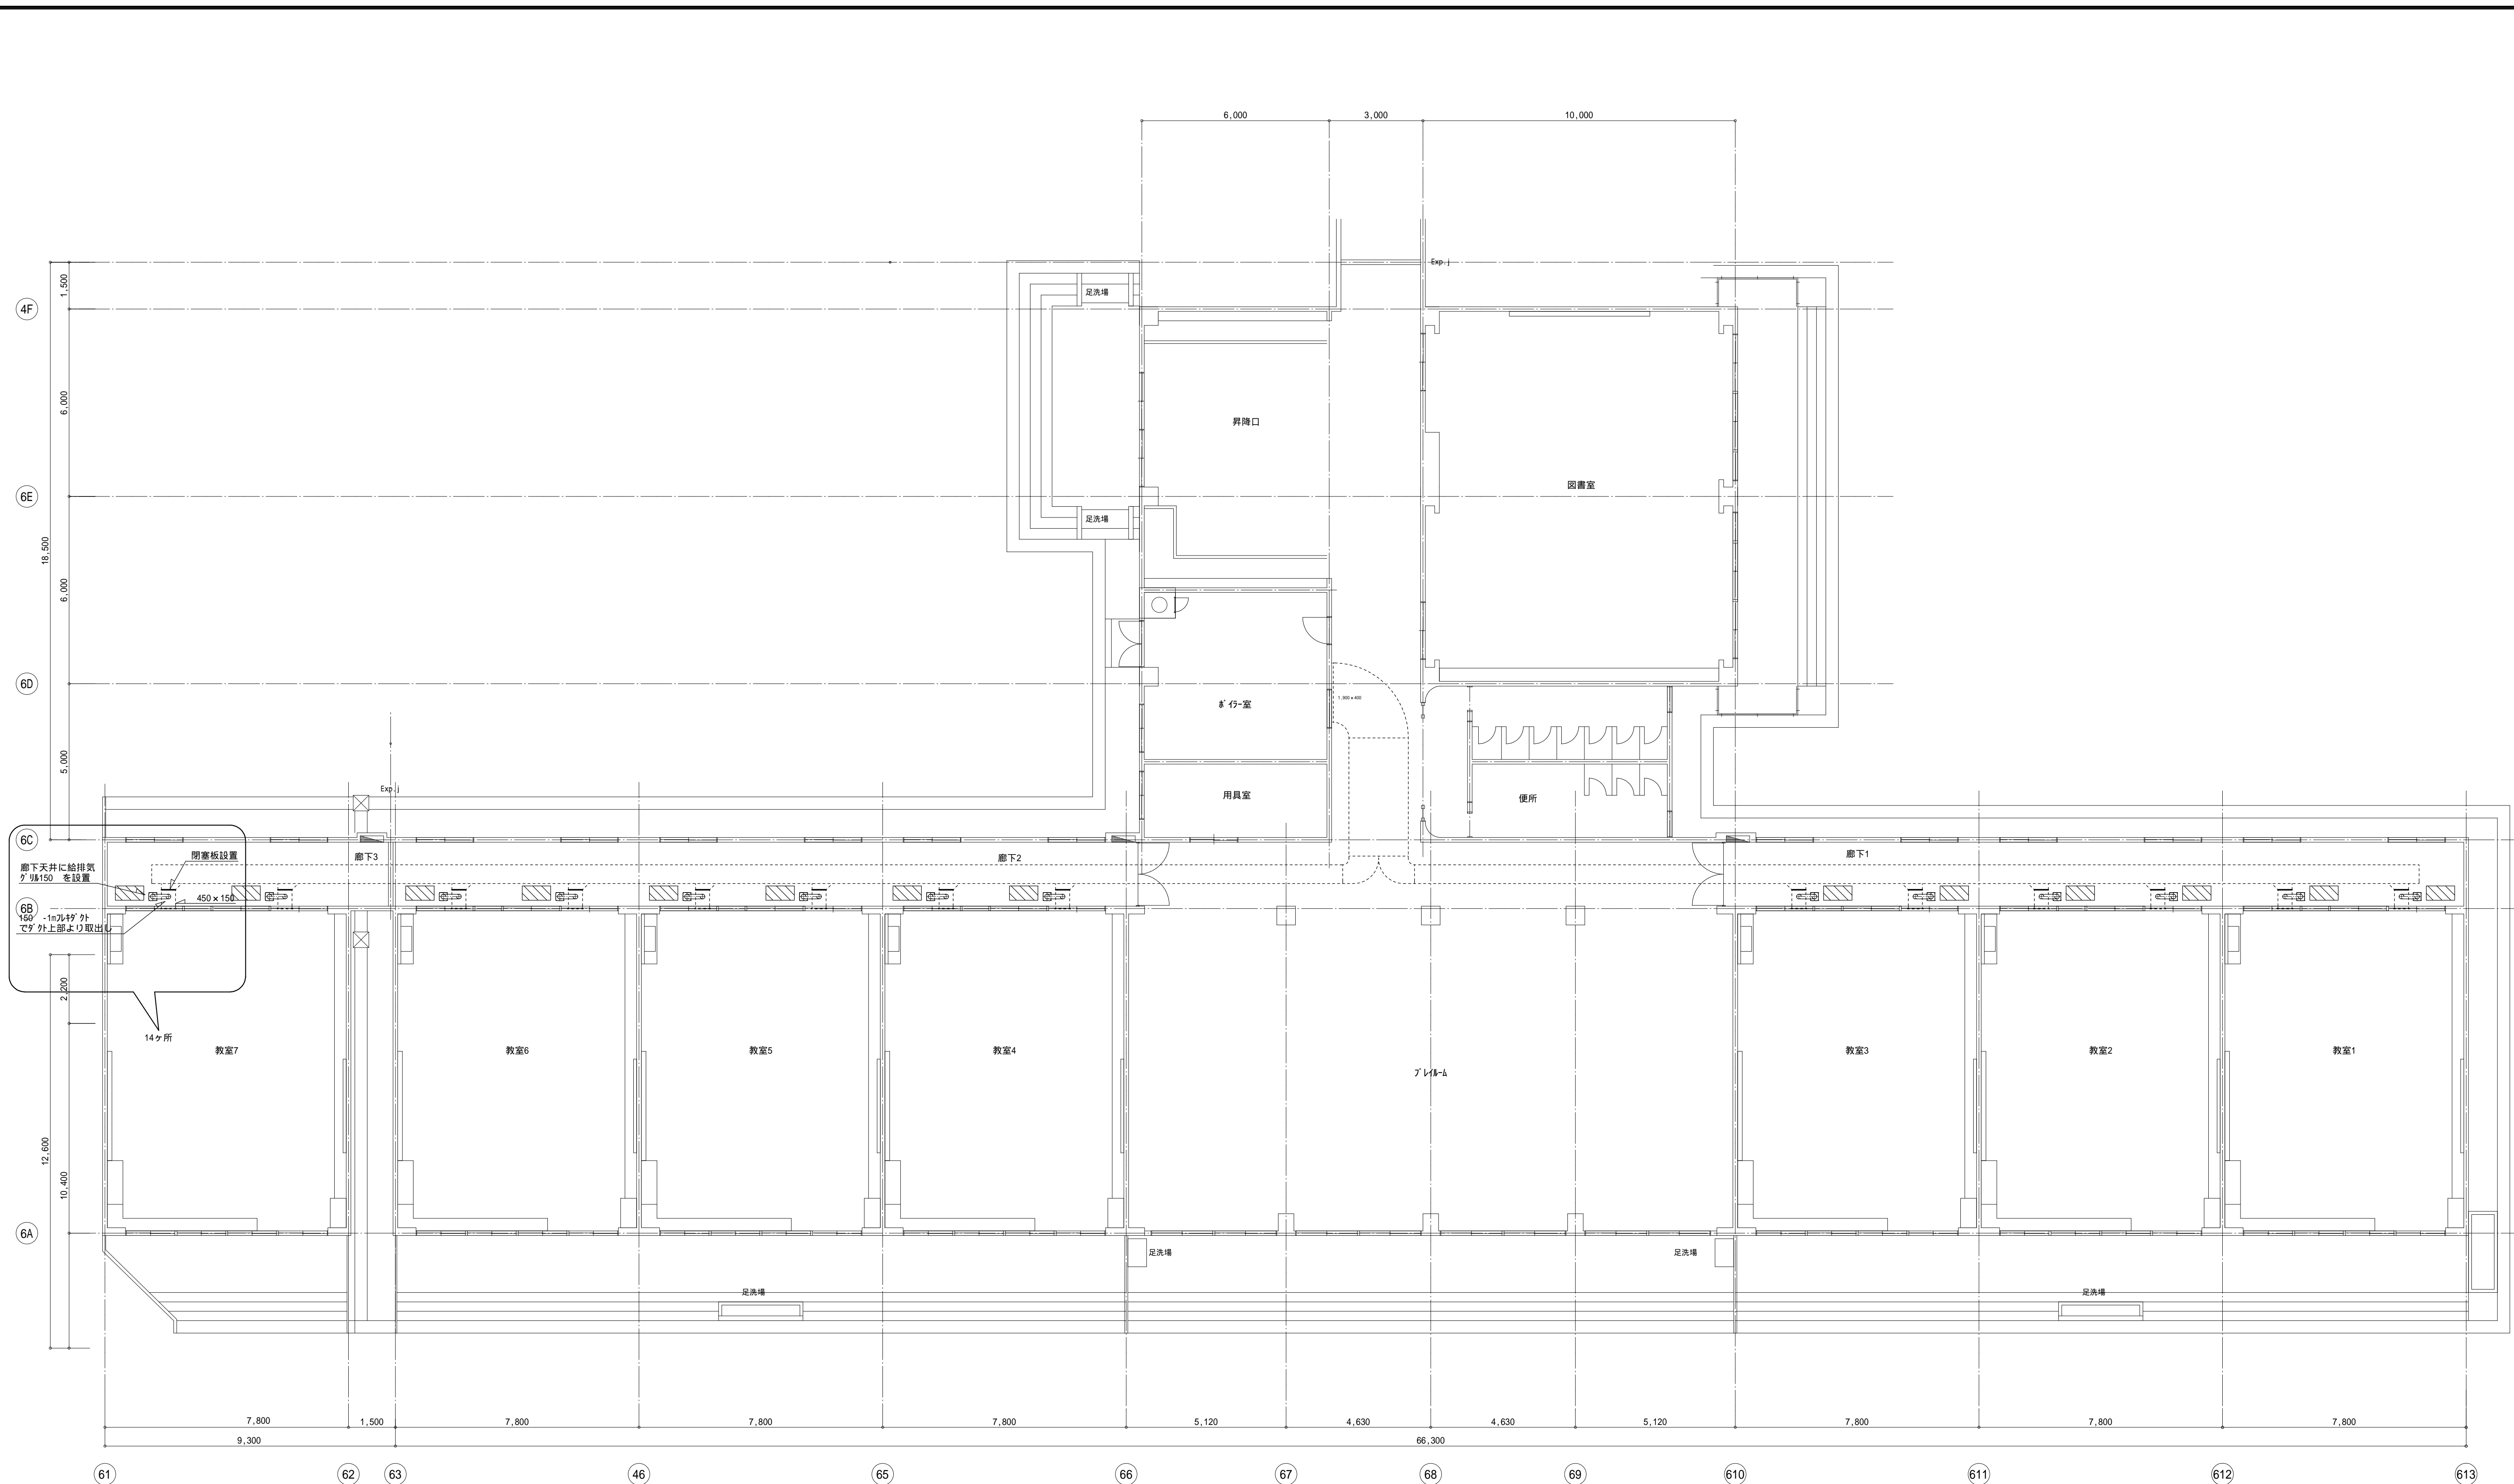 6,000 3,000 10,000
Exp.j
1,500
足洗場
4F
6,000
昇降口
6E
図書室
足洗場
18,500
6,000
6D
1,900×400
ﾎﾞｲﾗｰ室
5,000
Exp.j
用具室
便所
6C
閉塞板設置
廊下3
廊下2
廊下1
廊下天井に給排気
ｸﾞﾘﾙ150 を設置
450×150
6B
150 -1mﾌﾚｷﾀﾞｸﾄ
でﾀﾞｸﾄ上部より取出し
2,200
14ヶ所
教室7 教室6 教室5 教室4 教室3 教室2 教室1
ﾌﾟﾚｲﾙｰﾑ
12,600
10,400
6A
足洗場 足洗場
足洗場 足洗場
7,800 1,500 7,800 7,800 7,800 5,120 4,630 4,630 5,120 7,800 7,800 7,800
9,300 66,300
61 62 63 46 65 66 67 68 69 610 611 612 613